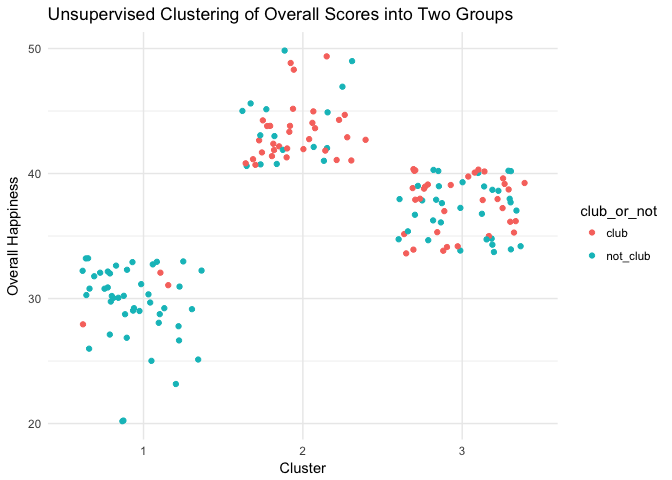 Unsupervised Clustering of Overall Scores into Two Groups
50
40
30
20
Overall Happiness
1 2 3
Cluster
club_or_not
club
not_club